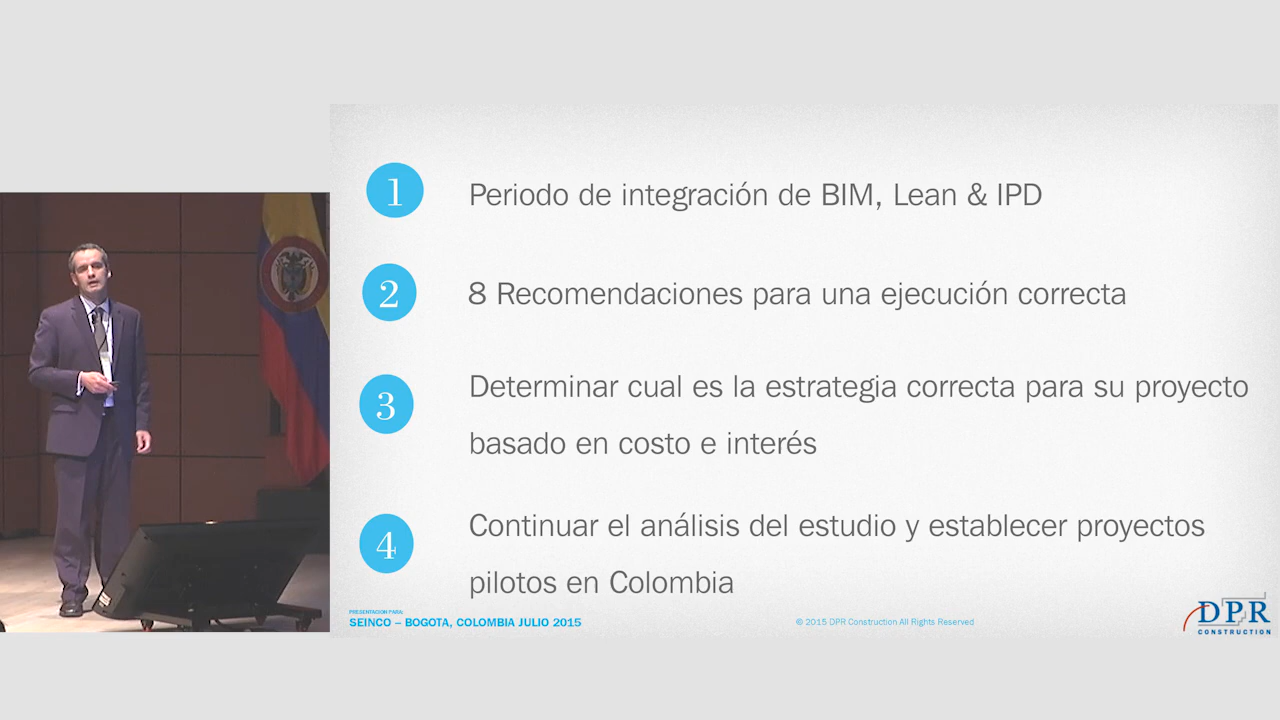 1
Periodo de integración de BIM, Lean & IPD
2
8 Recomendaciones para una ejecución correcta
3
Determinar cual es la estrategia correcta para su proyecto
basado en costo e interés
4
Continuar el análisis del estudio y establecer proyectos
pilotos en Colombia
PRESENTACION PARA:
SEINCO – BOGOTA, COLOMBIA JULIO 2015
© 2015 DPR Construction All Rights Reserved
DPR
CONSTRUCTION